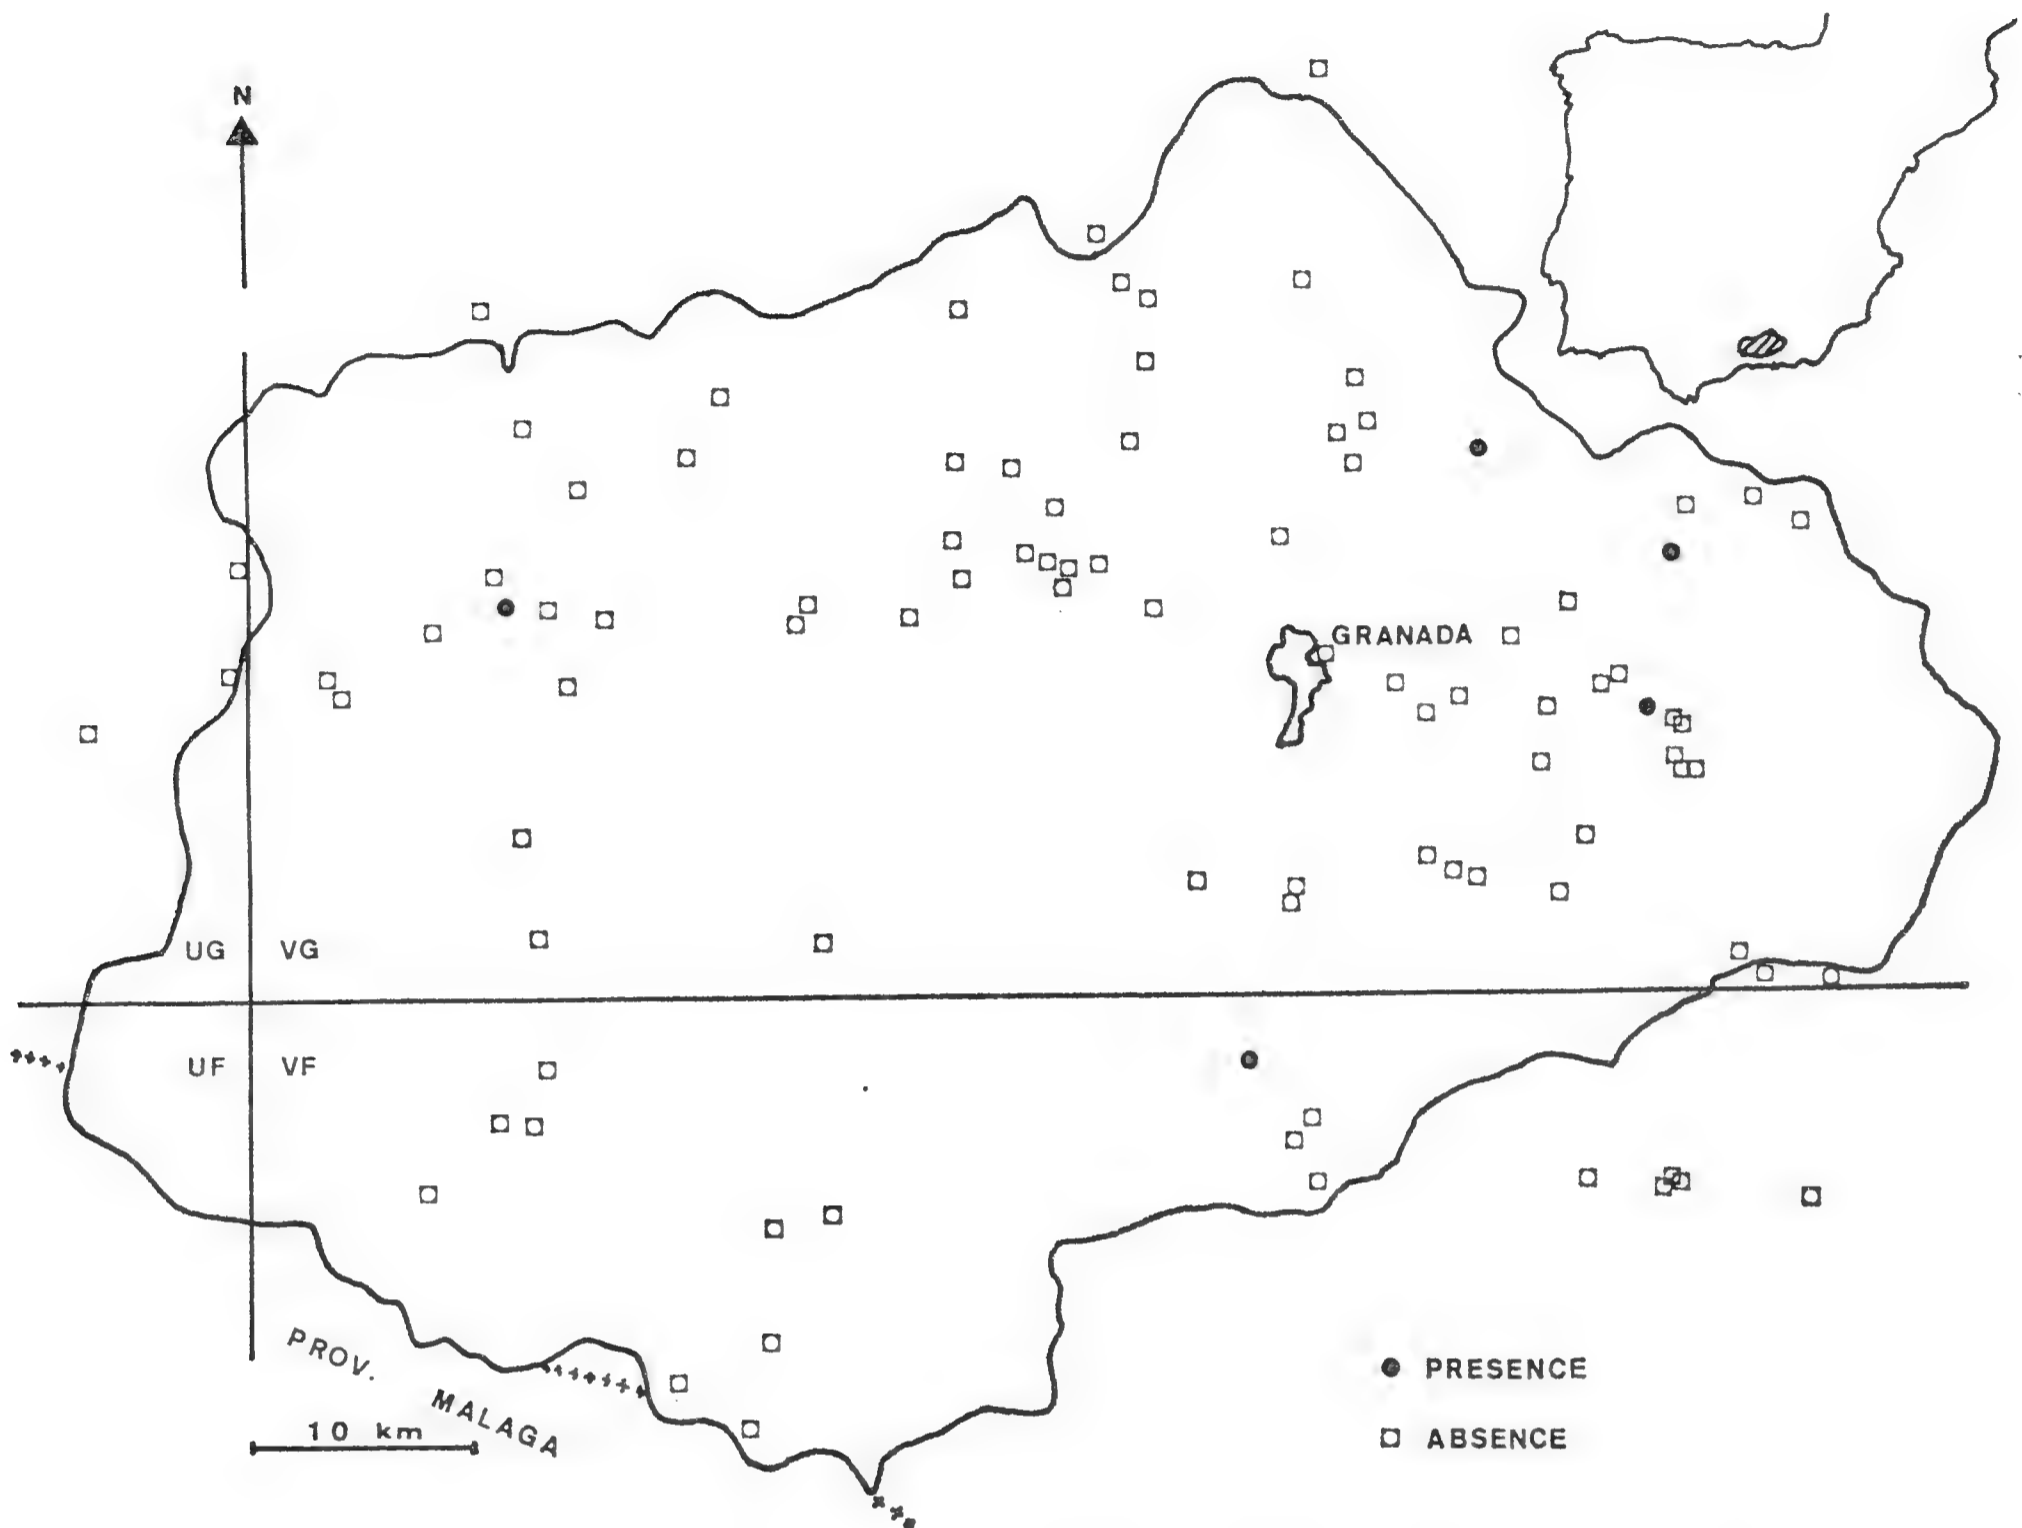 N
GRANADA
UG VG
UF VF
PROV. MALAGA
10 km
PRESENCE
ABSENCE